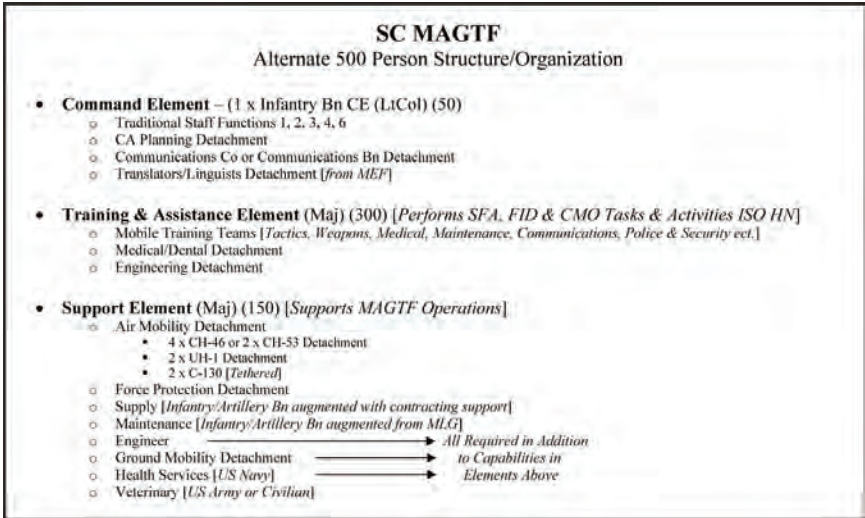 SC MAGTF
Alternate 500 Person Structure/Organization
• Command Element – (1 x Infantry Bn CE (LtCol) (50)
o Traditional Staff Functions 1, 2, 3, 4, 6
o CA Planning Detachment
o Communications Co or Communications Bn Detachment
o Translators/Linguists Detachment [from MEF]
• Training & Assistance Element (Maj) (300) [Performs SFA, FID & CMO Tasks & Activities ISO HN]
o Mobile Training Teams [Tactics, Weapons, Medical, Maintenance, Communications, Police & Security ect.]
o Medical/Dental Detachment
o Engineering Detachment
• Support Element (Maj) (150) [Supports MAGTF Operations]
o Air Mobility Detachment
▪ 4 x CH-46 or 2 x CH-53 Detachment
▪ 2 x UH-1 Detachment
▪ 2 x C-130 [Tethered]
o Force Protection Detachment
o Supply [Infantry/Artillery Bn augmented with contracting support]
o Maintenance [Infantry/Artillery Bn augmented from MLG]
o Engineer All Required in Addition
o Ground Mobility Detachment to Capabilities in
o Health Services [US Navy] Elements Above
o Veterinary [US Army or Civilian]